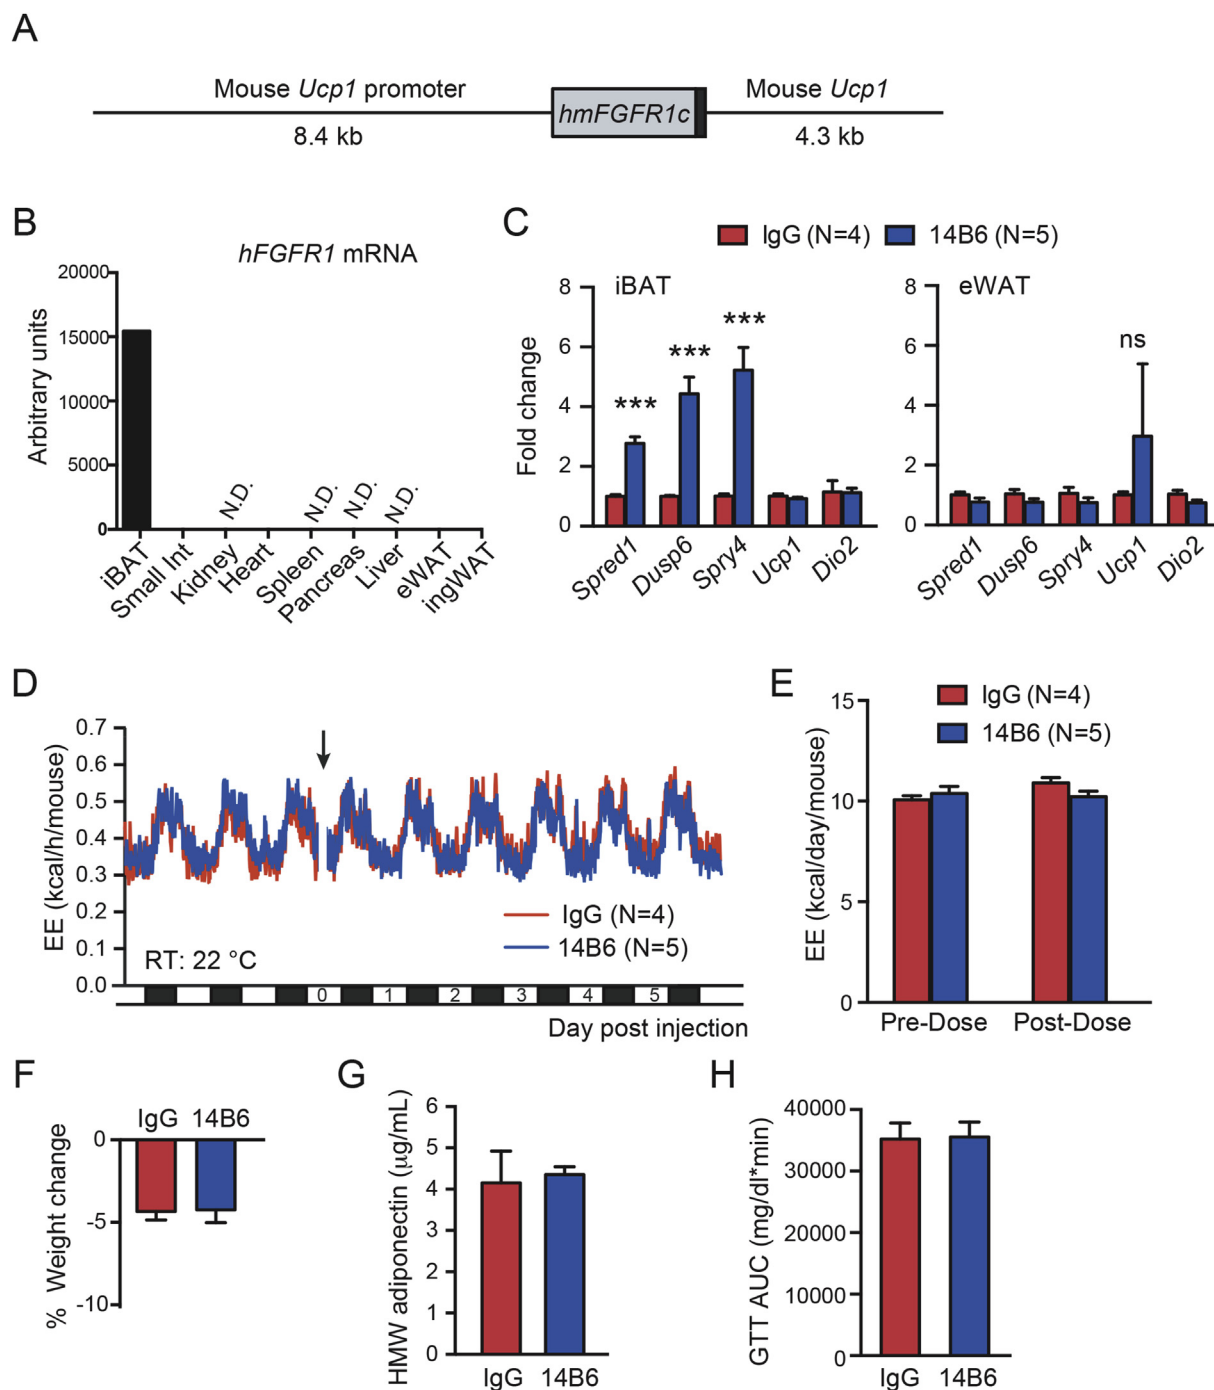 A
Mouse Ucp1 promoter
hmFGFR1c
Mouse Ucp1
8.4 kb
4.3 kb
B
hFGFR1 mRNA
Arbitrary units
20000
15000
10000
5000
0
N.D.
N.D.
N.D.
N.D.
iBAT
Small Int
Kidney
Heart
Spleen
Pancreas
Liver
eWAT
ingWAT
C
IgG (N=4)
14B6 (N=5)
iBAT
Fold change
8
6
4
2
0
***
***
***
Spred1
Dusp6
Spry4
Ucp1
Dio2
eWAT
8
6
4
2
0
ns
Spred1
Dusp6
Spry4
Ucp1
Dio2
D
EE (kcal/h/mouse)
0.7
0.6
0.5
0.4
0.3
0.2
0.1
0.0
IgG (N=4)
14B6 (N=5)
RT: 22 °C
0 1 2 3 4 5
Day post injection
E
IgG (N=4)
14B6 (N=5)
EE (kcal/day/mouse)
15
10
5
0
Pre-Dose Post-Dose
F
IgG 14B6
% Weight change
0
-5
-10
G
HMW adiponectin (μg/mL)
6
5
4
3
2
1
0
IgG 14B6
H
GTT AUC (mg/dl*min)
40000
30000
20000
10000
0
IgG 14B6